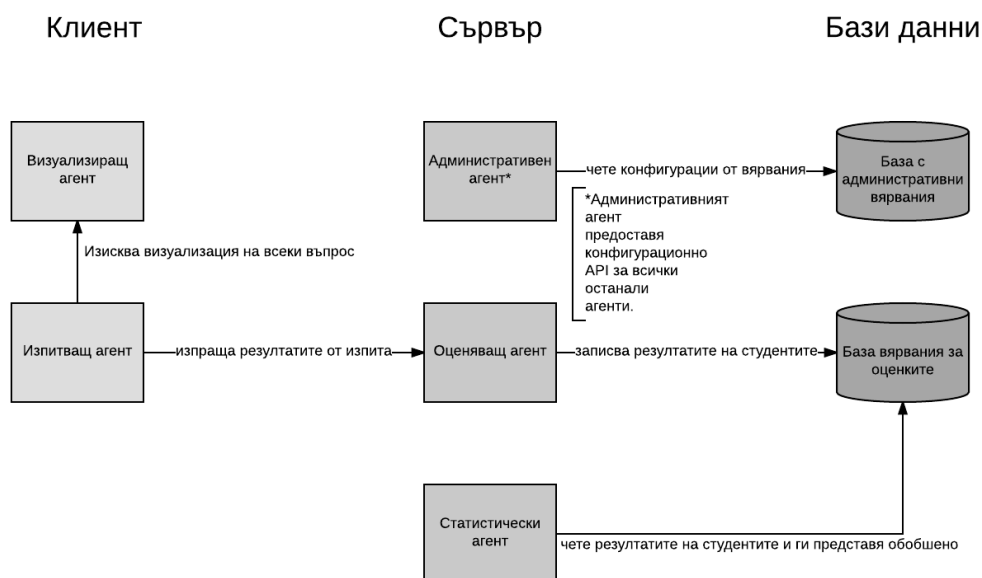 Клиент
Сървър
Бази данни
Визуализиращ
агент
Административен
агент*
чете конфигурации от вярвания
База с
административни
вярвания
*Административният
агент
предоставя
конфигурационно
API за всички
останали
агенти.
Изисква визуализация на всеки въпрос
Изпитващ агент
изпраща резултатите от изпита
Оценяващ агент
записва резултатите на студентите
База вярвания за
оценките
Статистически
агент
чете резултатите на студентите и ги представя обобшено